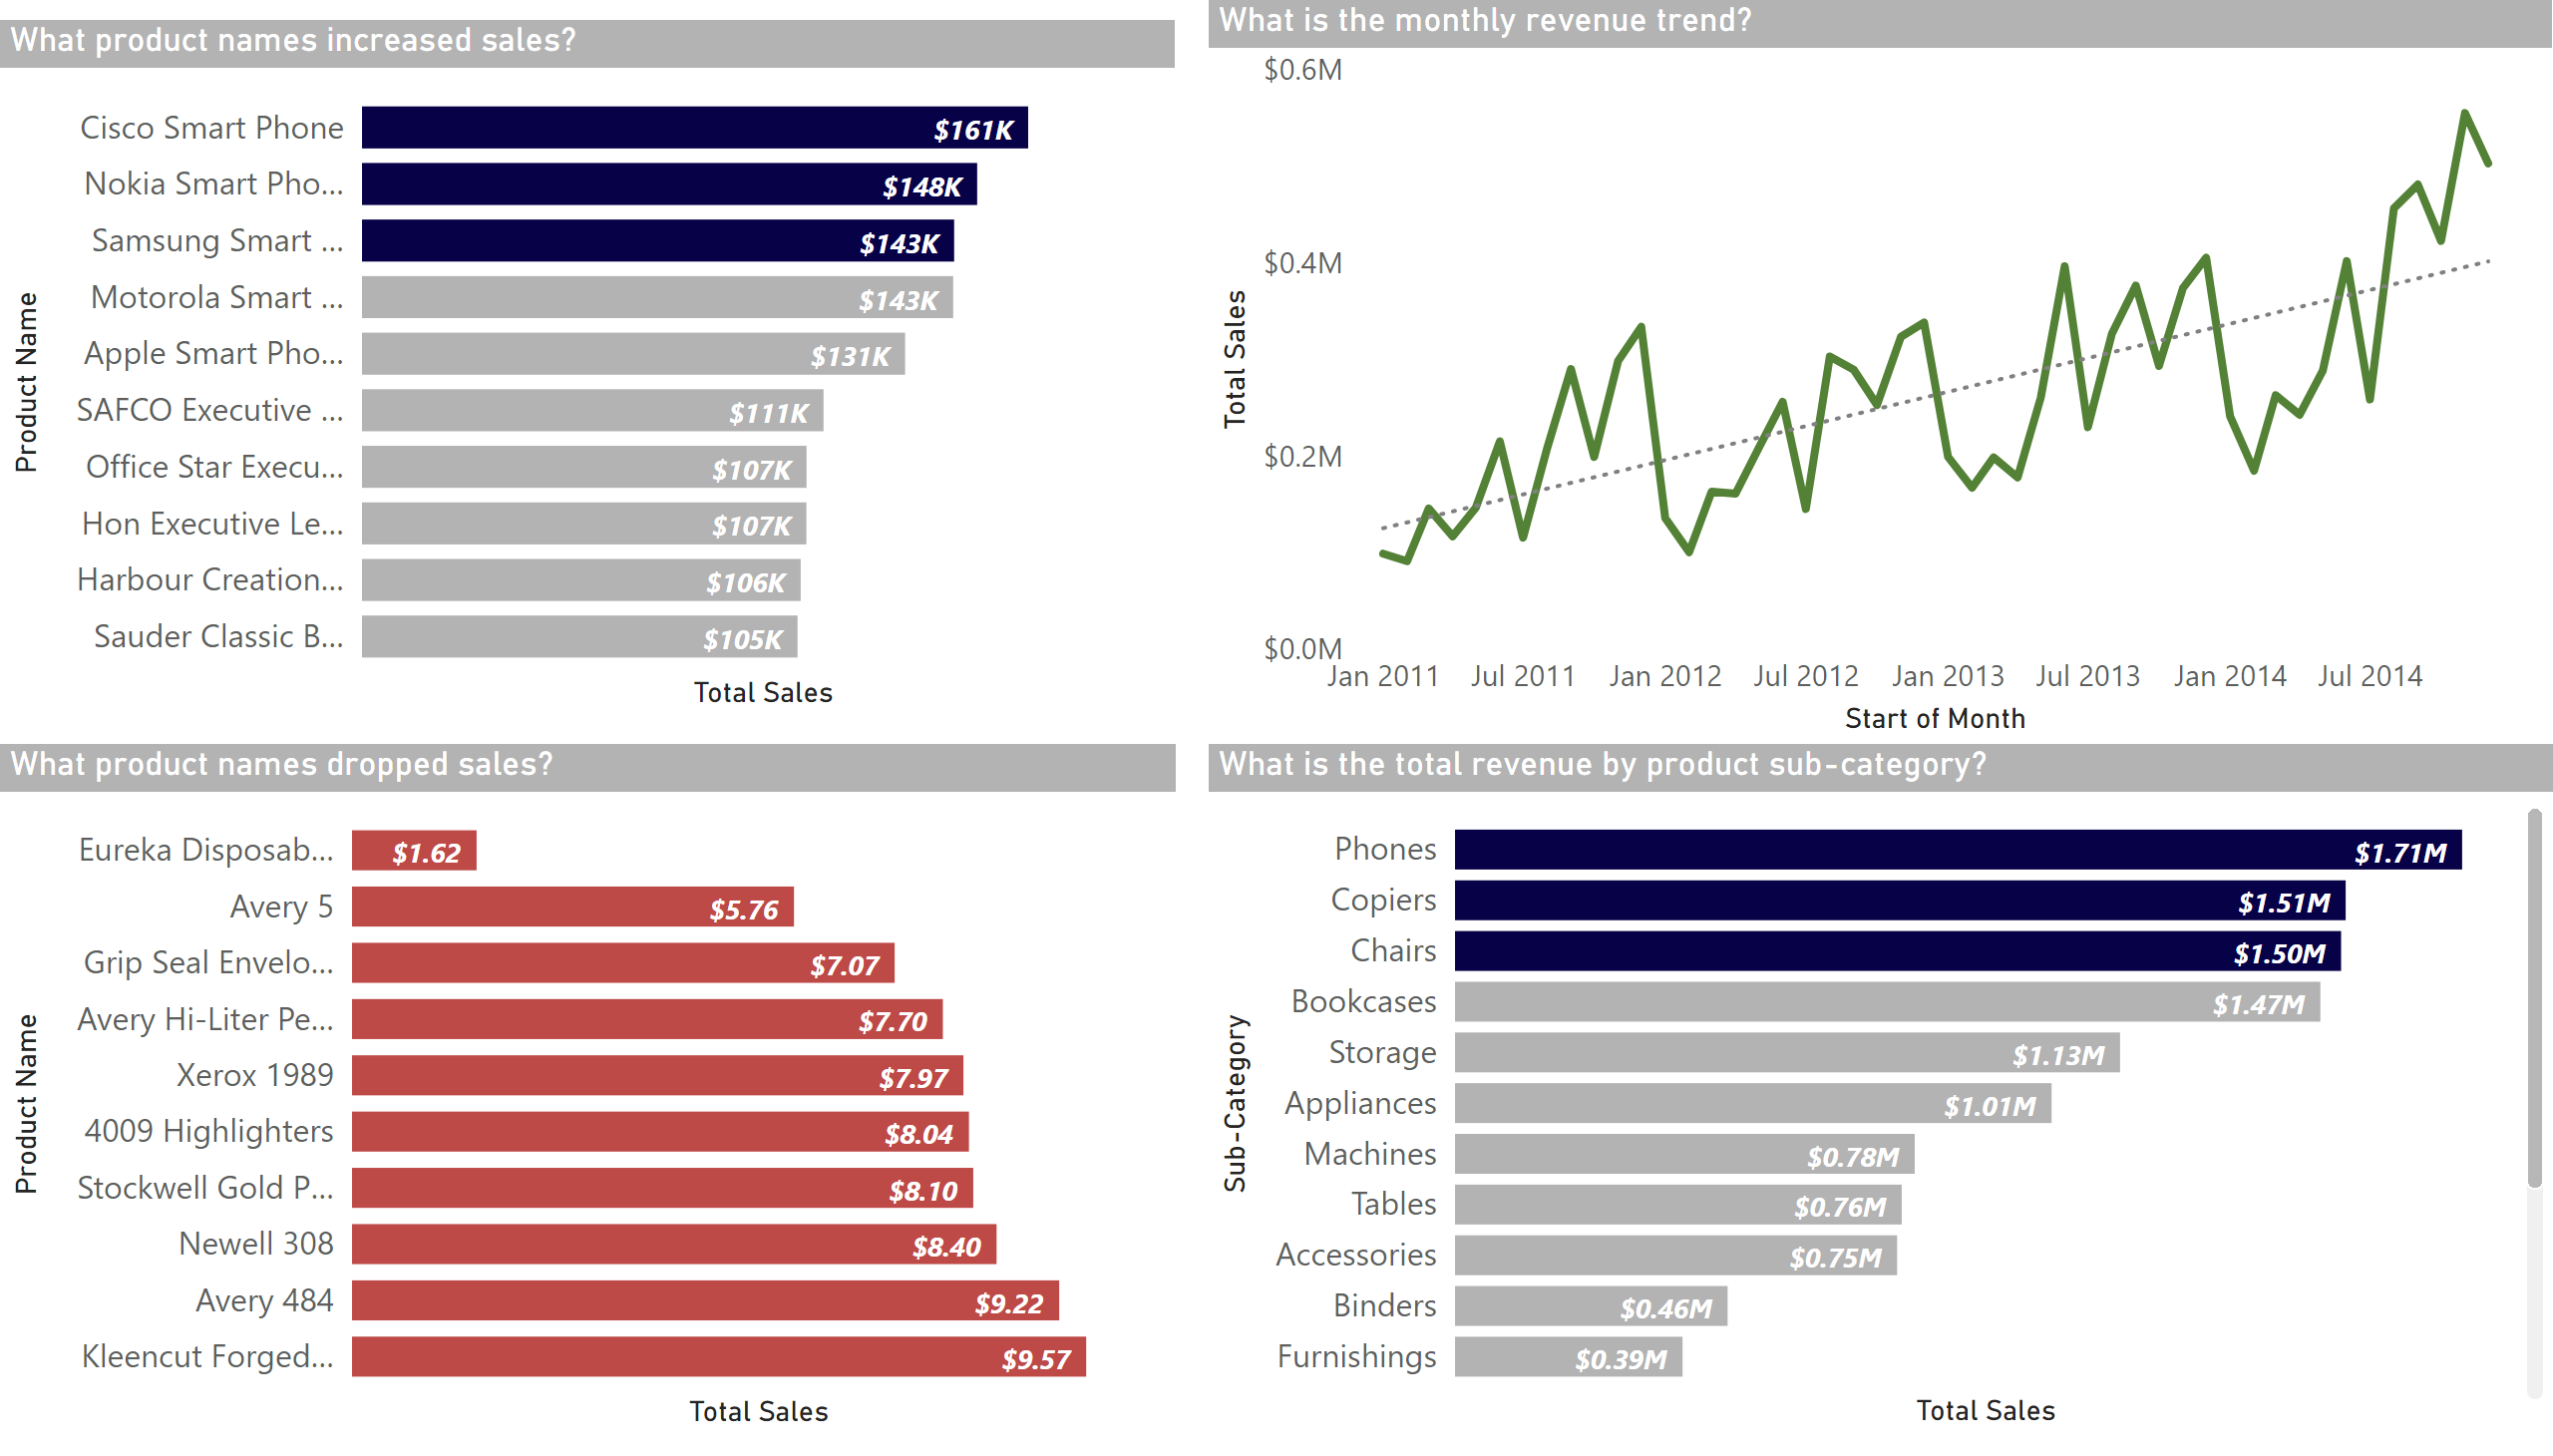 What product names increased sales?
Product Name
Cisco Smart Phone $161K
Nokia Smart Pho... $148K
Samsung Smart ... $143K
Motorola Smart ... $143K
Apple Smart Pho... $131K
SAFCO Executive ... $111K
Office Star Execu... $107K
Hon Executive Le... $107K
Harbour Creation... $106K
Sauder Classic B... $105K
Total Sales
What is the monthly revenue trend?
Total Sales
$0.6M
$0.4M
$0.2M
$0.0M
Jan 2011 Jul 2011 Jan 2012 Jul 2012 Jan 2013 Jul 2013 Jan 2014 Jul 2014
Start of Month
What product names dropped sales?
Product Name
Eureka Disposab... $1.62
Avery 5 $5.76
Grip Seal Envelo... $7.07
Avery Hi-Liter Pe... $7.70
Xerox 1989 $7.97
4009 Highlighters $8.04
Stockwell Gold P... $8.10
Newell 308 $8.40
Avery 484 $9.22
Kleencut Forged... $9.57
Total Sales
What is the total revenue by product sub-category?
Sub-Category
Phones $1.71M
Copiers $1.51M
Chairs $1.50M
Bookcases $1.47M
Storage $1.13M
Appliances $1.01M
Machines $0.78M
Tables $0.76M
Accessories $0.75M
Binders $0.46M
Furnishings $0.39M
Total Sales